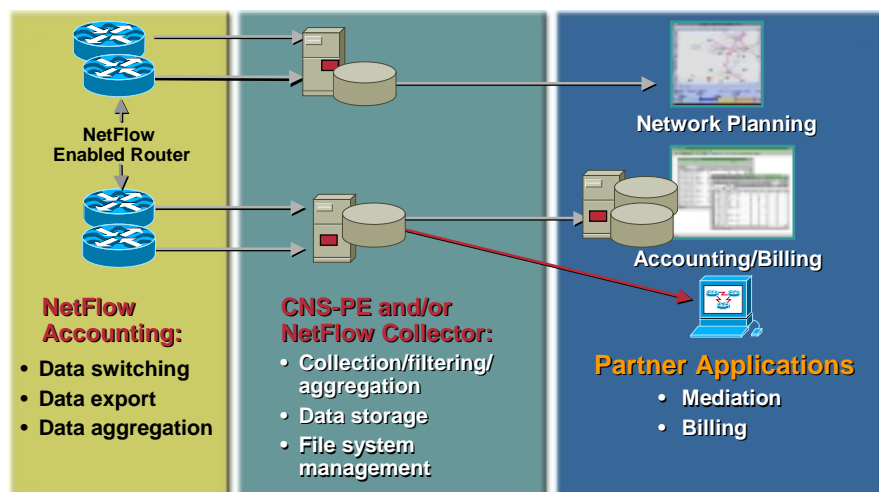 NetFlow
Enabled Router
NetFlow
Accounting:
• Data switching
• Data export
• Data aggregation
CNS-PE and/or
NetFlow Collector:
• Collection/filtering/
aggregation
• Data storage
• File system
management
Network Planning
Accounting/Billing
Partner Applications
• Mediation
• Billing